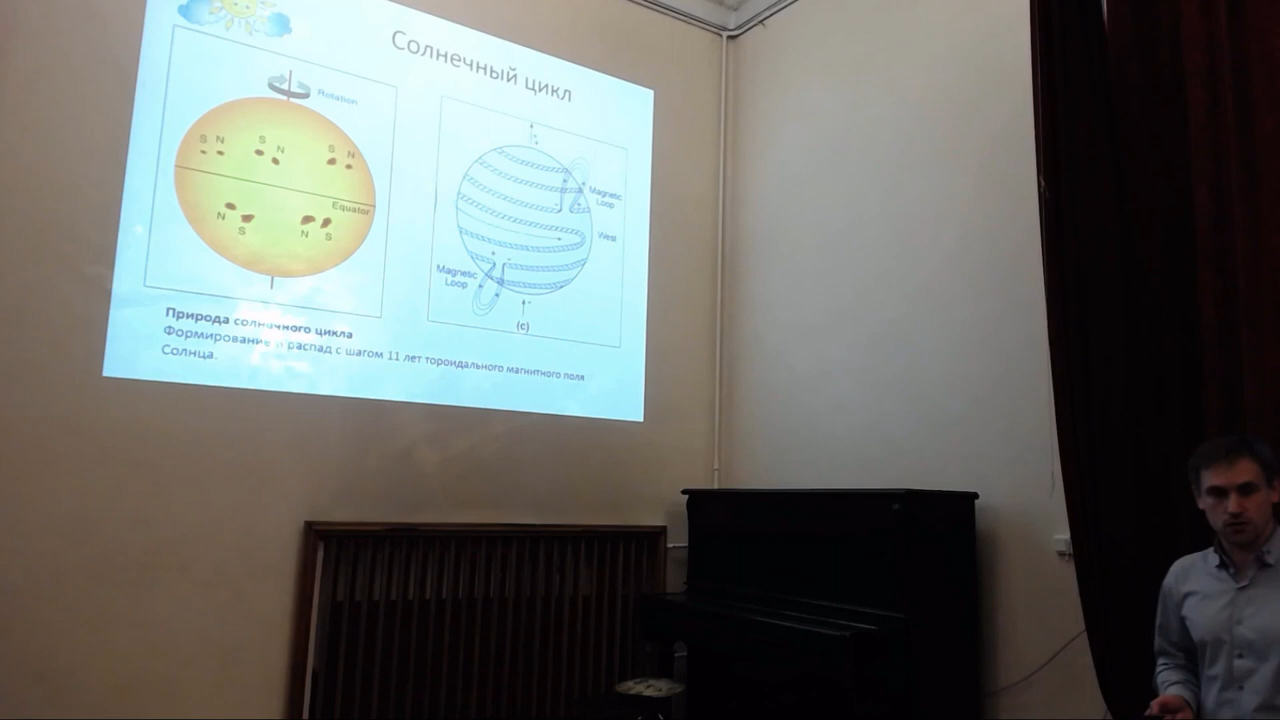 Солнечный цикл
Rotation
S N S N S N
Equator
N S N S
Magnetic
Loop
West
Magnetic
Loop
(c)
Природа солнечного цикла
Формирование и распад с шагом 11 лет тороидального магнитного поля
Солнца.